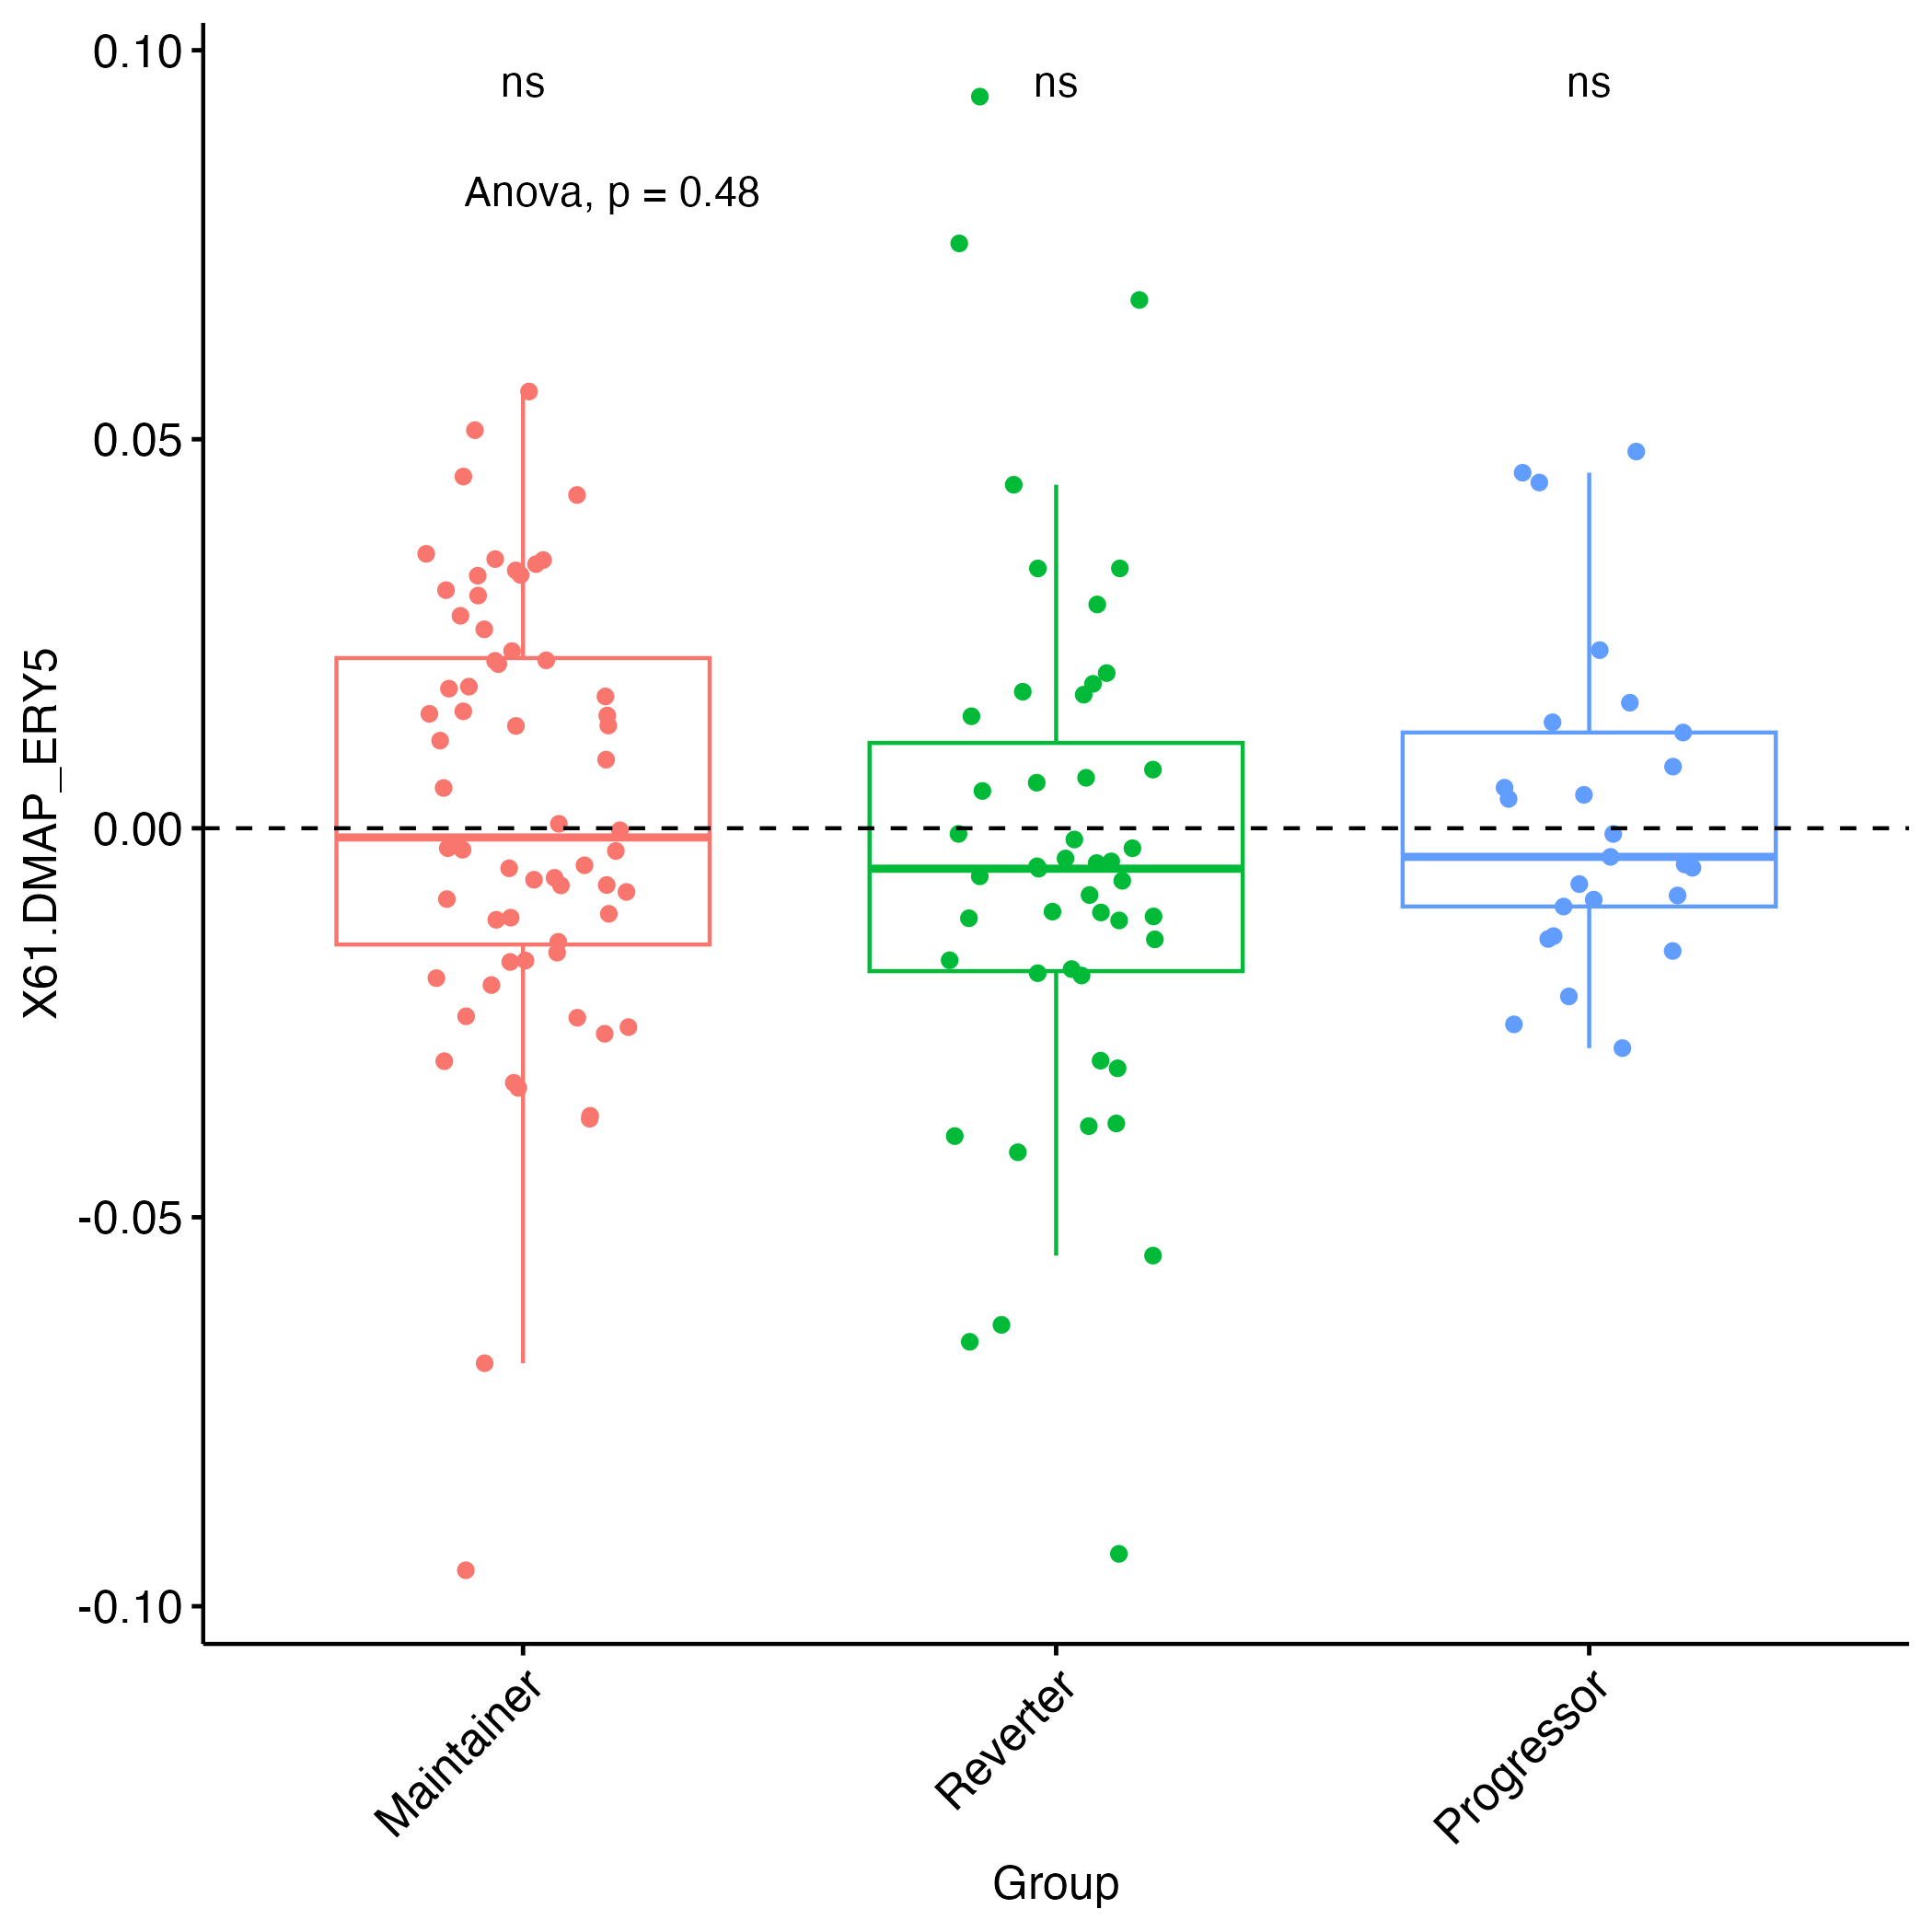 ns
ns
ns
Anova, p = 0.48
0.10
0.05
0.00
-0.05
-0.10
X61.DMAP_ERY5
Maintainer
Reverter
Progressor
Group